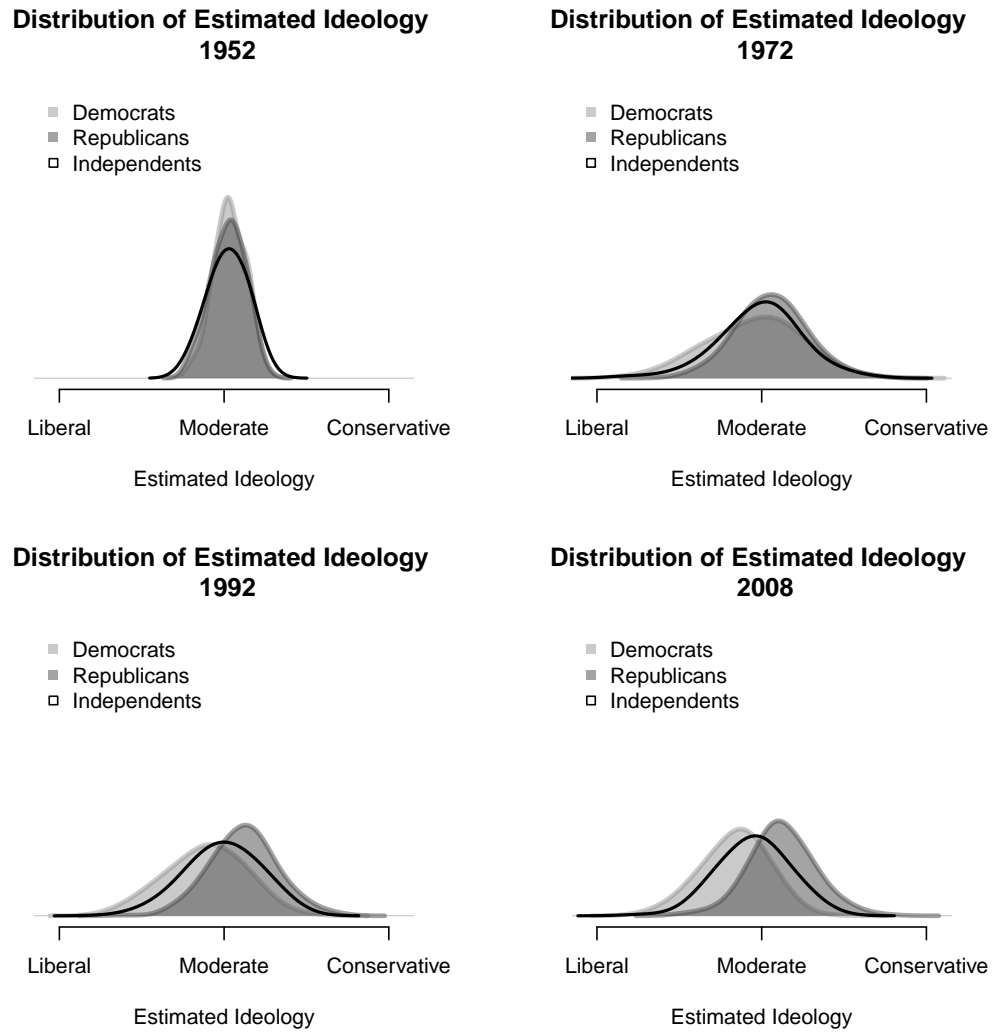 Distribution of Estimated Ideology
1952
Democrats
Republicans
Independents
Liberal Moderate Conservative
Estimated Ideology
Distribution of Estimated Ideology
1972
Democrats
Republicans
Independents
Liberal Moderate Conservative
Estimated Ideology
Distribution of Estimated Ideology
1992
Democrats
Republicans
Independents
Liberal Moderate Conservative
Estimated Ideology
Distribution of Estimated Ideology
2008
Democrats
Republicans
Independents
Liberal Moderate Conservative
Estimated Ideology